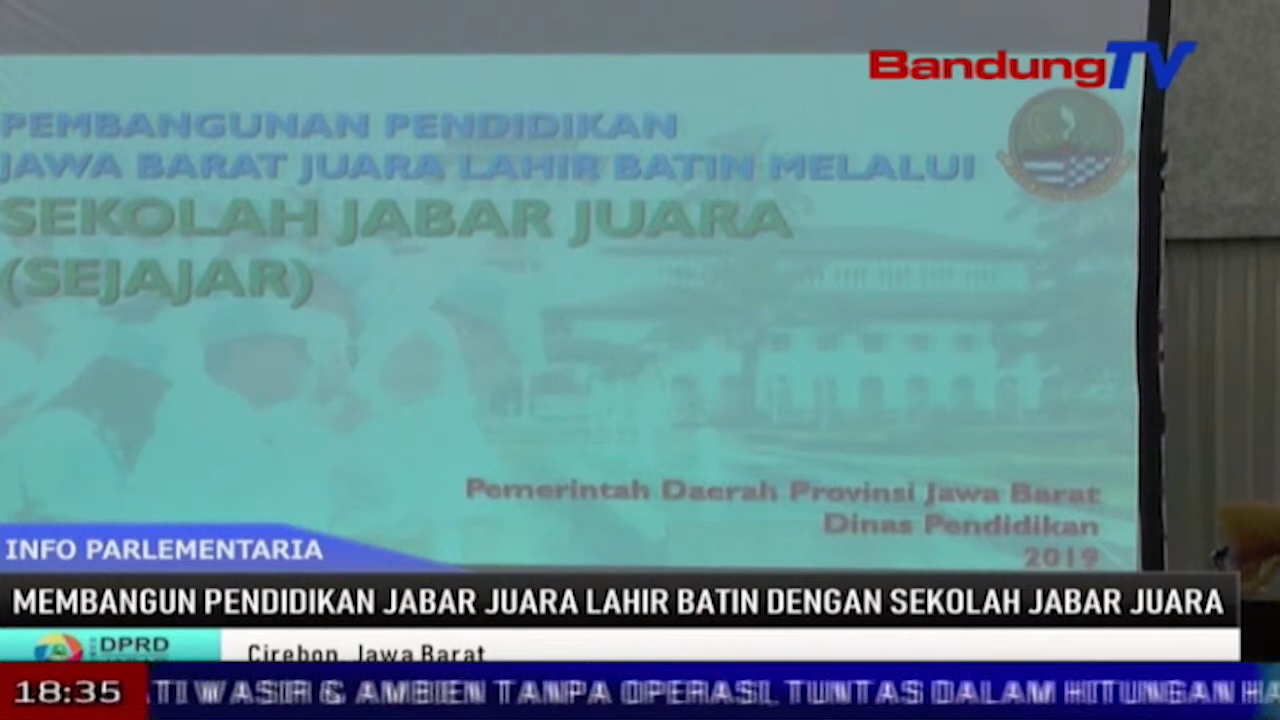 BandungTV
PEMBANGUNAN PENDIDIKAN
JAWA BARAT JUARA LAHIR BATIN MELALUI
SEKOLAH JABAR JUARA
(SEJAJAR)
Pemerintah Daerah Provinsi Jawa Barat
Dinas Pendidikan
2019
INFO PARLEMENTARIA
MEMBANGUN PENDIDIKAN JABAR JUARA LAHIR BATIN DENGAN SEKOLAH JABAR JUARA
DPRD
Cirebon, Jawa Barat
18:35 ATI WASIR & AMBIEN TANPA OPERASI, TUNTAS DALAM HITUNGAN HA